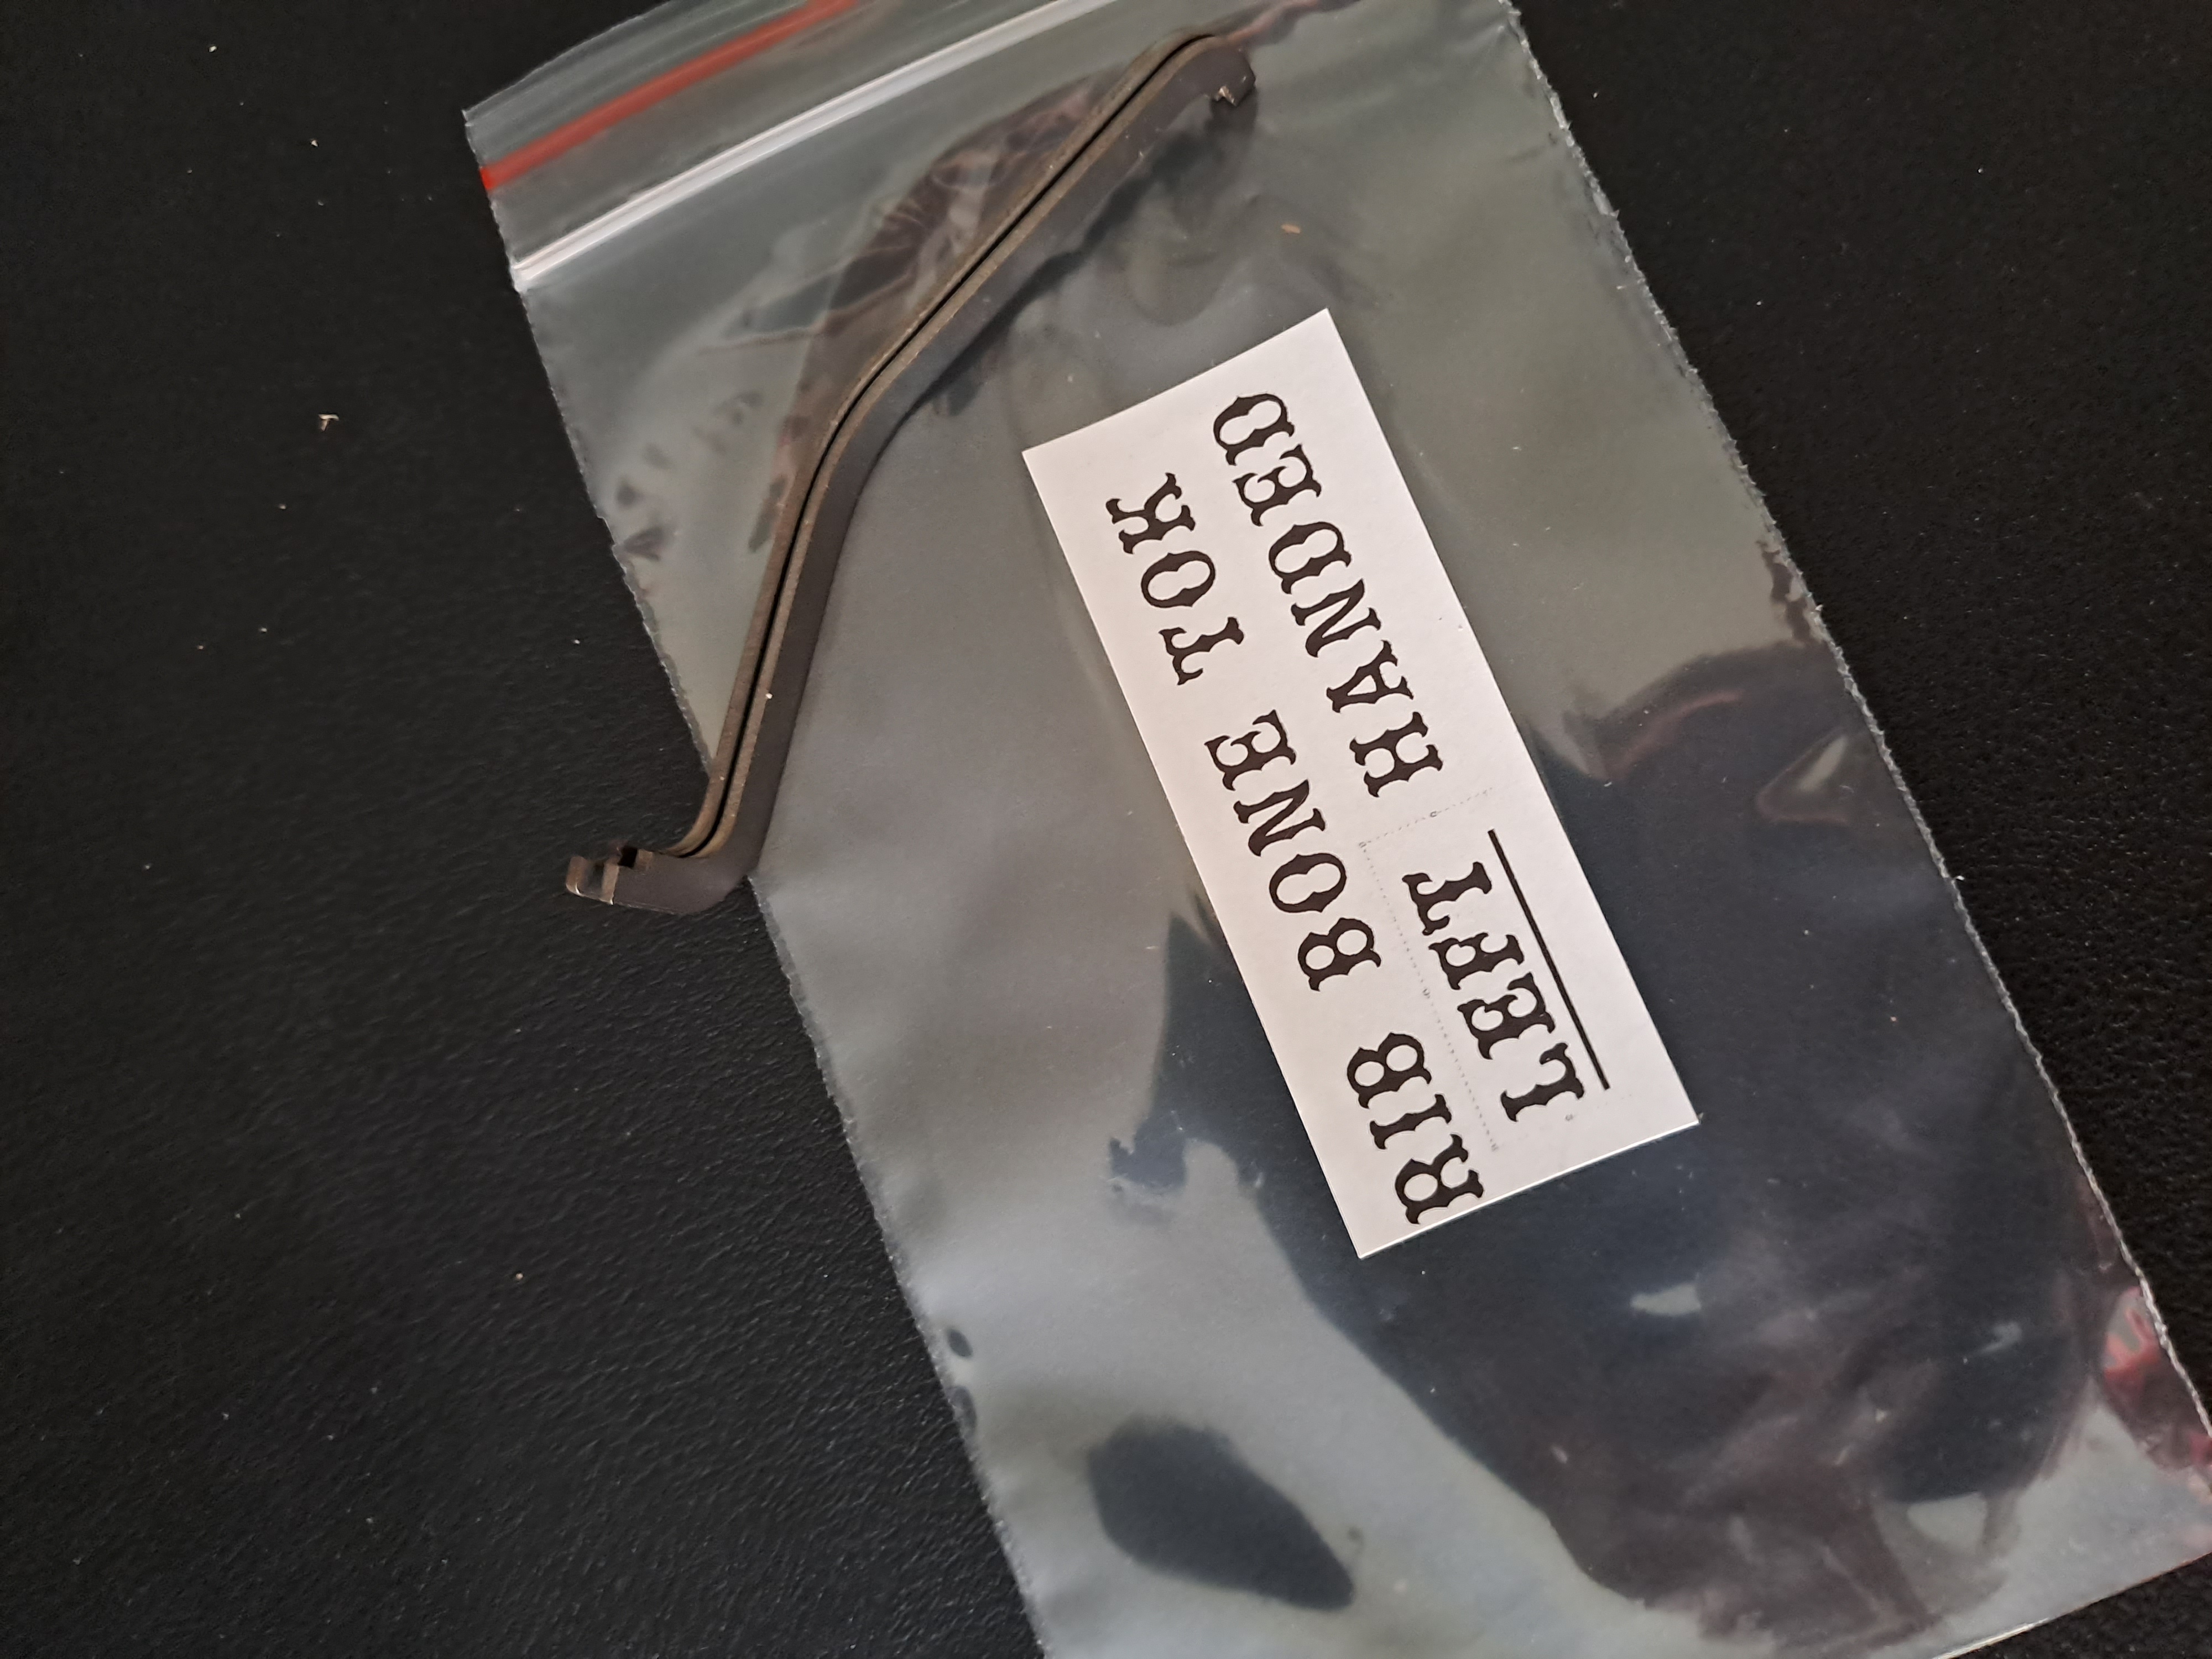 RIB BONE TOK
LEFT HANDED